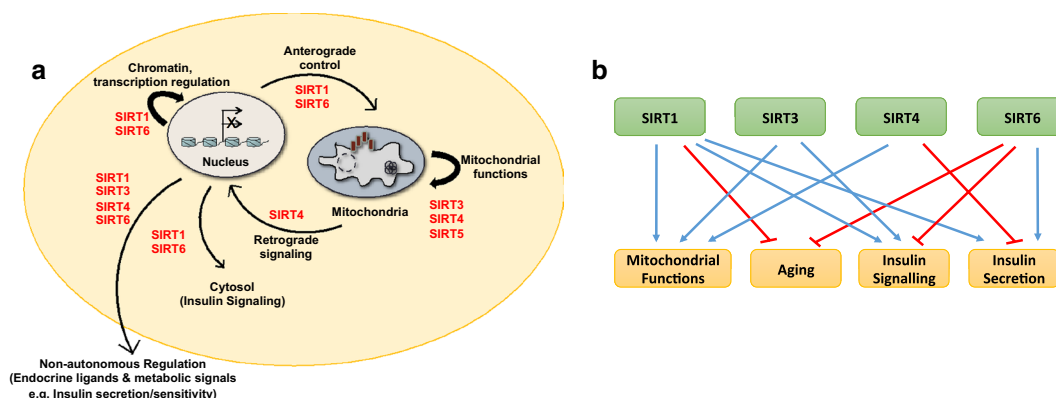 a
Chromatin,
transcription regulation
SIRT1
SIRT6
X
Nucleus
Anterograde
control
SIRT1
SIRT6
Mitochondrial
functions
Mitochondria
SIRT3
SIRT4
SIRT5
SIRT4
Retrograde
signaling
SIRT1
SIRT3
SIRT4
SIRT6
SIRT1
SIRT6
Cytosol
(Insulin Signaling)
Non-autonomous Regulation
(Endocrine ligands & metabolic signals
e.g. Insulin secretion/sensitivity)
b
SIRT1
SIRT3
SIRT4
SIRT6
Mitochondrial
Functions
Aging
Insulin
Signalling
Insulin
Secretion